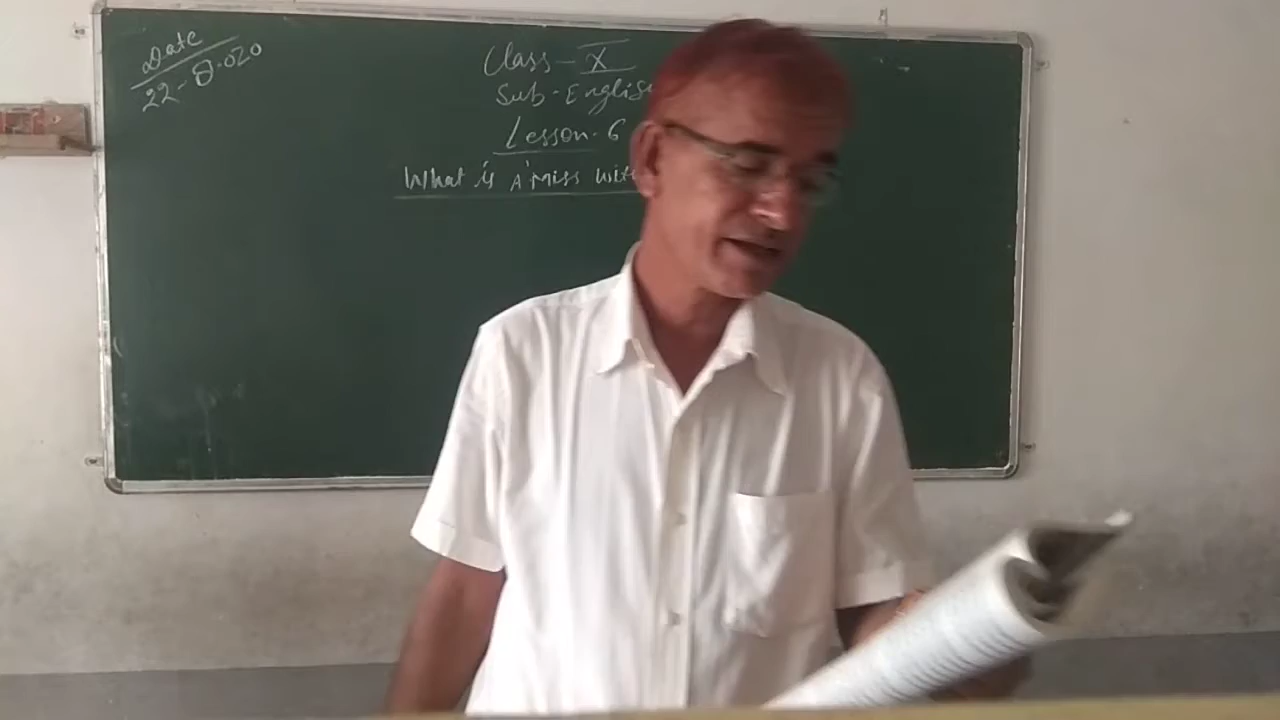 Date
22-8-020
Class - X
Sub - English
Lesson - 6
What is A'Miss with